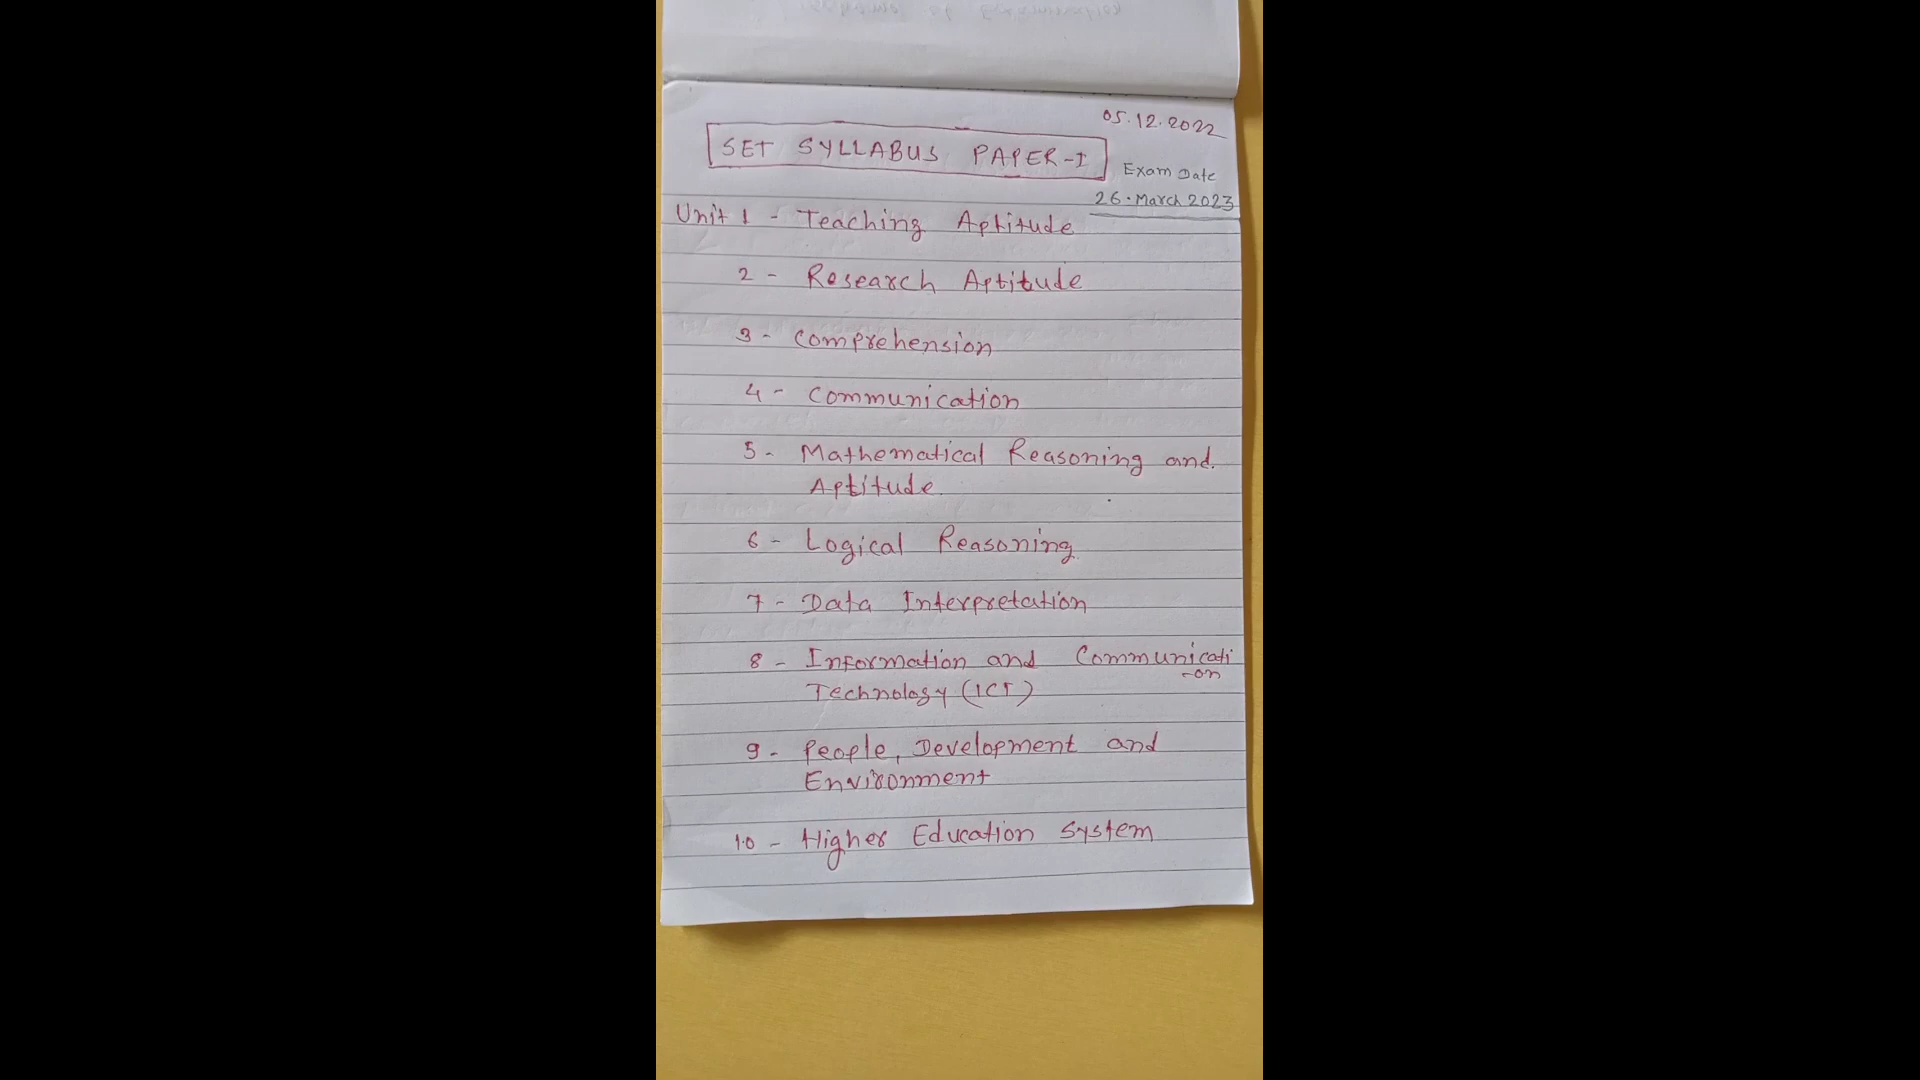 05.12.2022
SET SYLLABUS PAPER-I
Exam Date
26.March 2023
Unit 1 - Teaching Aptitude
2 - Research Aptitude
3 - Comprehension
4 - Communication
5 - Mathematical Reasoning and
Aptitude
6 - Logical Reasoning
7 - Data Interpretation
8 - Information and Communicati
-on
Technology (ICT)
9 - People, Development and
Environment
10 - Higher Education System